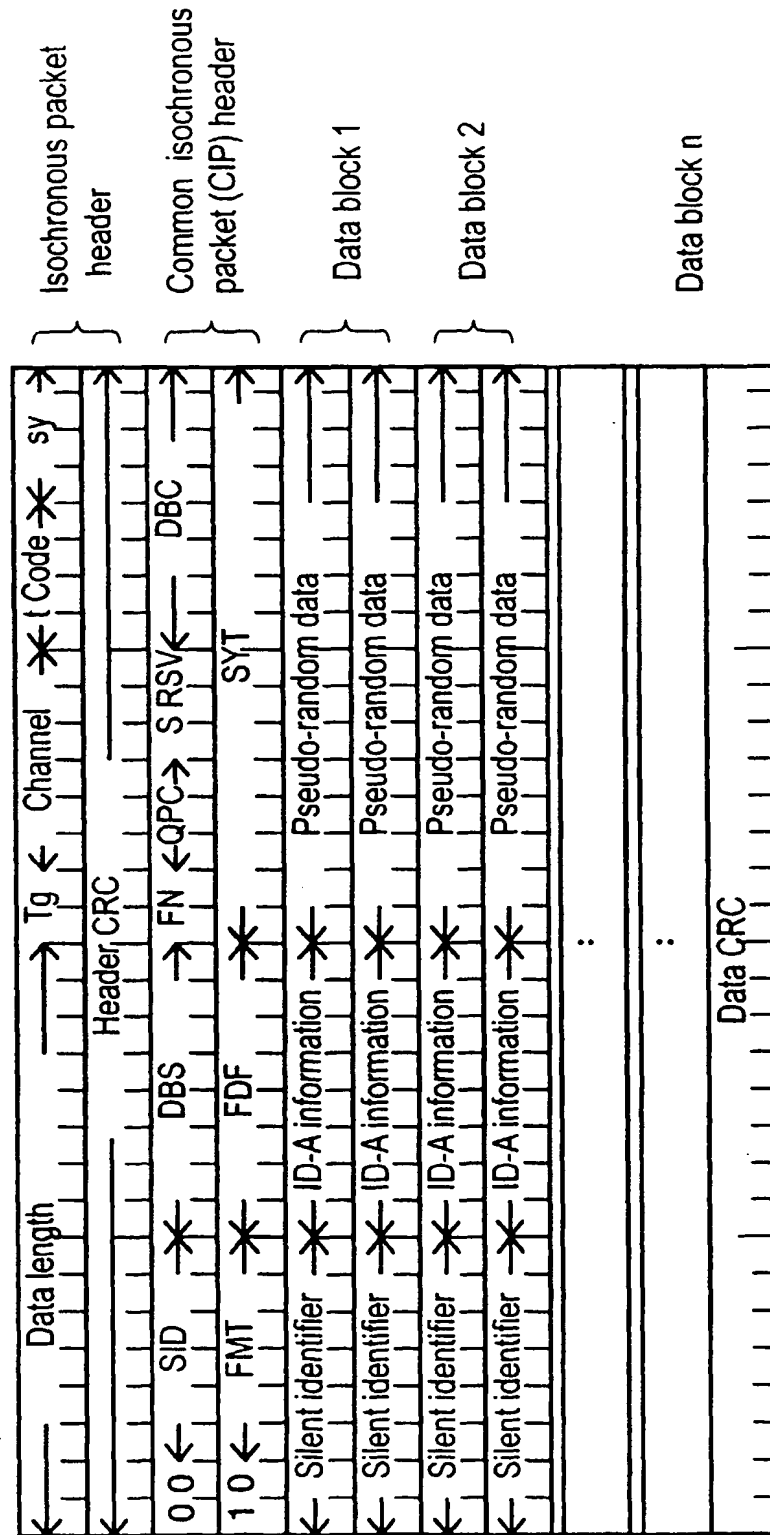 Data length Tg Channel t Code sy
Isochronous packet header
Header CRC
0 0 SID DBS FN QPC S RSV DBC
Common isochronous packet (CIP) header
1 0 FMT FDF SYT
Silent identifier ID-A information Pseudo-random data
Data block 1
Silent identifier ID-A information Pseudo-random data
Silent identifier ID-A information Pseudo-random data
Data block 2
Silent identifier ID-A information Pseudo-random data
:
:
Data block n
Data CRC